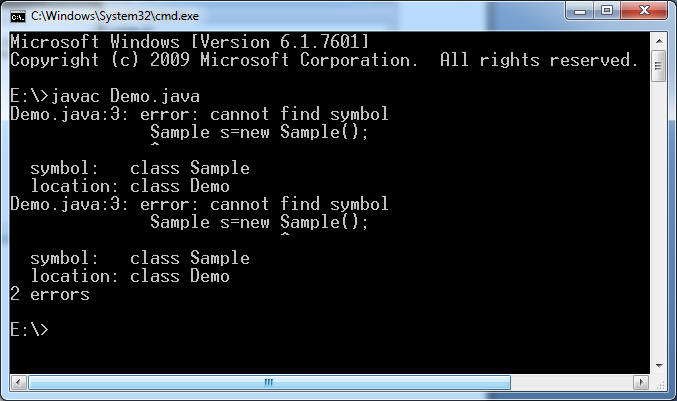 C:\Windows\System32\cmd.exe
Microsoft Windows [Version 6.1.7601]
Copyright (c) 2009 Microsoft Corporation.  All rights reserved.
E:\>javac Demo.java
Demo.java:3: error: cannot find symbol
Sample s=new Sample();
^
symbol:   class Sample
location: class Demo
Demo.java:3: error: cannot find symbol
Sample s=new Sample();
^
symbol:   class Sample
location: class Demo
2 errors
E:\>